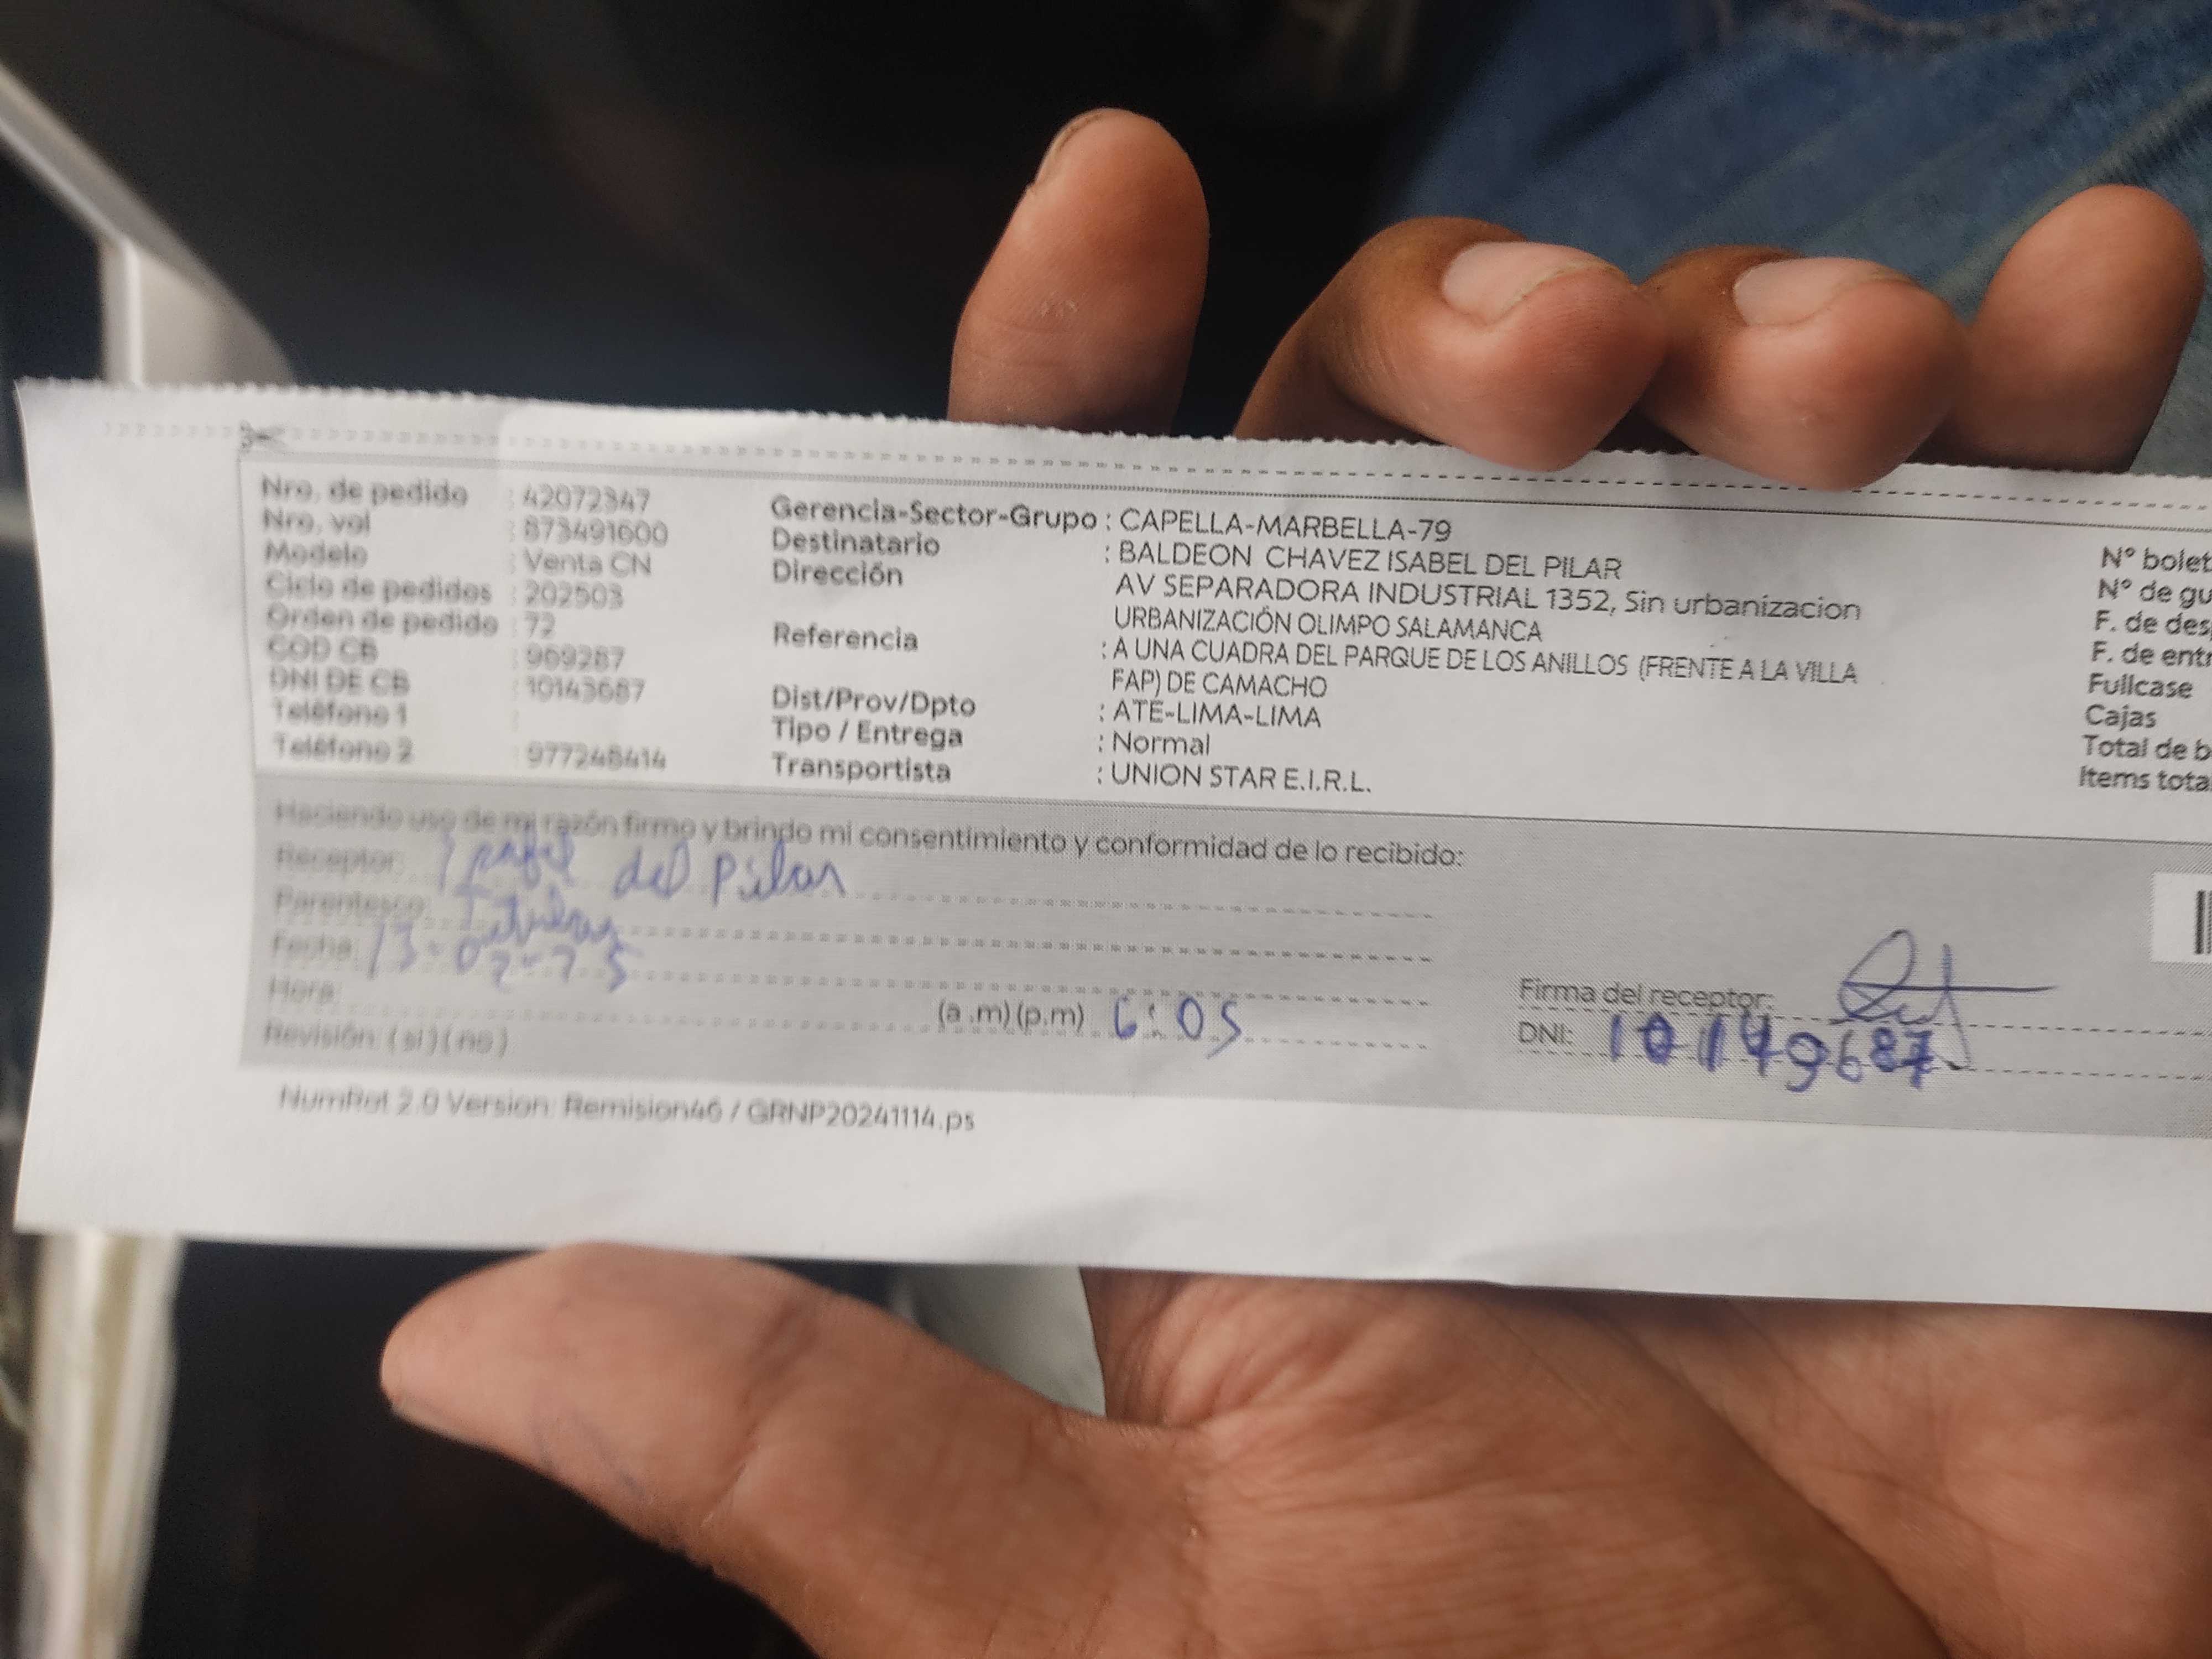 Nro. de pedido : 42072347
Nro. vol : 873491600
Modelo : Venta CN
Ciclo de pedidos : 202503
Orden de pedido : 72
COD CB : 969287
DNI DE CB : 10143687
Teléfono 1 :
Teléfono 2 : 977248414
Gerencia-Sector-Grupo : CAPELLA-MARBELLA-79
Destinatario : BALDEON CHAVEZ ISABEL DEL PILAR
Dirección AV SEPARADORA INDUSTRIAL 1352, Sin urbanizacion
URBANIZACIÓN OLIMPO SALAMANCA
Referencia : A UNA CUADRA DEL PARQUE DE LOS ANILLOS (FRENTE A LA VILLA
FAP) DE CAMACHO
Dist/Prov/Dpto : ATE-LIMA-LIMA
Tipo / Entrega : Normal
Transportista : UNION STAR E.I.R.L.
N° bolet
N° de gu
F. de des
F. de entr
Fullcase
Cajas
Total de b
Items tota
Haciendo uso de mi razón firmo y brindo mi consentimiento y conformidad de lo recibido:
Receptor: del Pilar
Parentesco: Titular
Fecha: 13-02-25
Hora: (a .m) (p.m) 6:05
Revisión: (si) (no)
Firma del receptor:
DNI:
NumRot 2.0 Version: Remision46 / GRNP20241114.ps